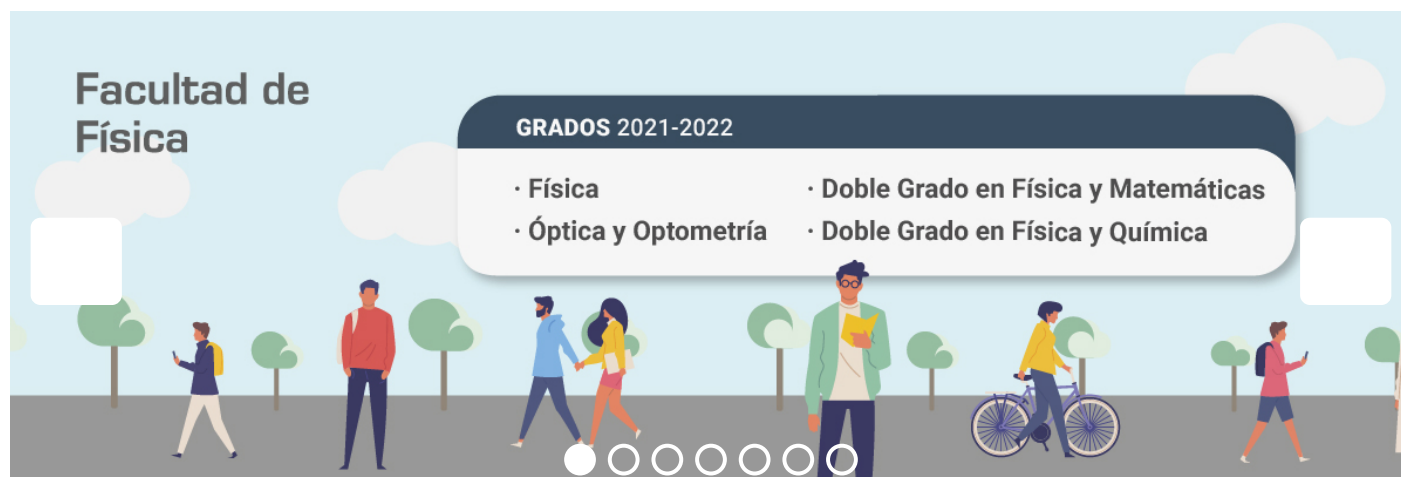 Facultad de
Física
GRADOS 2021-2022
· Física
· Óptica y Optometría
· Doble Grado en Física y Matemáticas
· Doble Grado en Física y Química